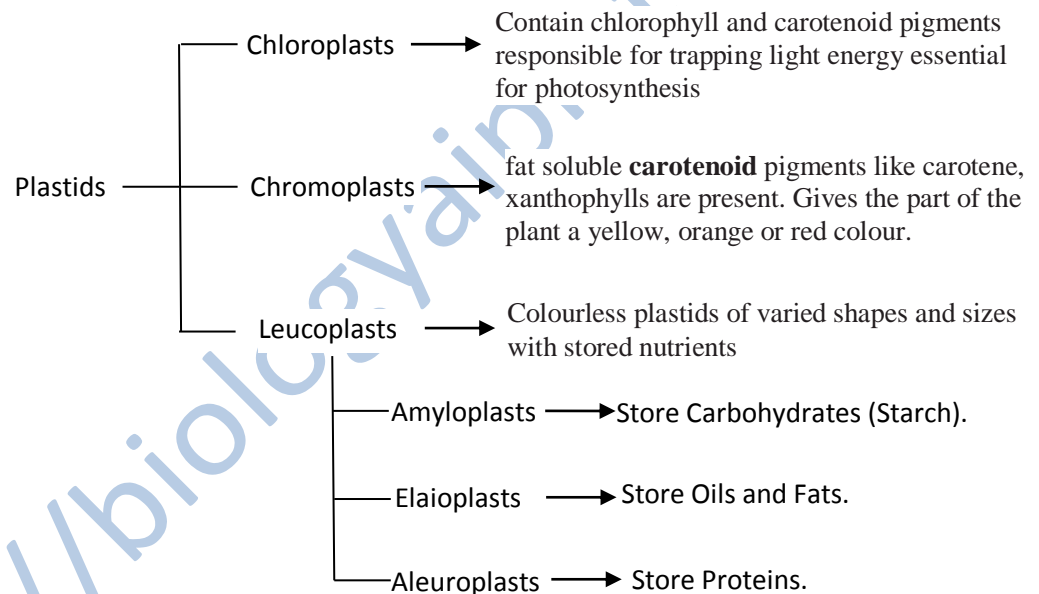 Chloroplasts
Contain chlorophyll and carotenoid pigments
responsible for trapping light energy essential
for photosynthesis
Plastids
Chromoplasts
fat soluble carotenoid pigments like carotene,
xanthophylls are present. Gives the part of the
plant a yellow, orange or red colour.
Leucoplasts
Colourless plastids of varied shapes and sizes
with stored nutrients
Amyloplasts
Store Carbohydrates (Starch).
Elaioplasts
Store Oils and Fats.
Aleuroplasts
Store Proteins.